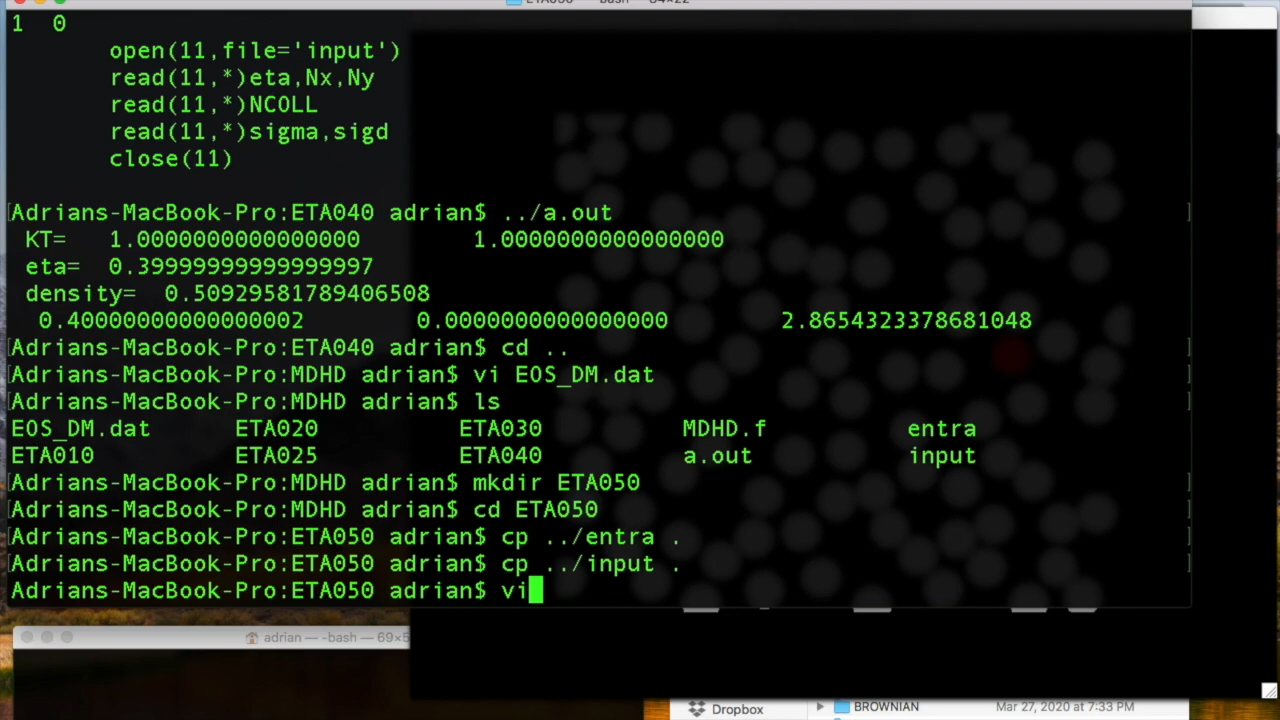 ETA050 — -bash — 84×22
1  0
open(11,file='input')
read(11,*)eta,Nx,Ny
read(11,*)NCOLL
read(11,*)sigma,sigd
close(11)
[Adrians-MacBook-Pro:ETA040 adrian$ ../a.out ]
KT=   1.0000000000000000        1.0000000000000000
eta=  0.39999999999999997
density=  0.50929581789406508
0.40000000000000002        0.0000000000000000        2.8654323378681048
[Adrians-MacBook-Pro:ETA040 adrian$ cd .. ]
[Adrians-MacBook-Pro:MDHD adrian$ vi EOS_DM.dat ]
[Adrians-MacBook-Pro:MDHD adrian$ ls ]
EOS_DM.dat ETA020 ETA030 MDHD.f entra
ETA010 ETA025 ETA040 a.out input
[Adrians-MacBook-Pro:MDHD adrian$ mkdir ETA050 ]
[Adrians-MacBook-Pro:MDHD adrian$ cd ETA050 ]
[Adrians-MacBook-Pro:ETA050 adrian$ cp ../entra . ]
[Adrians-MacBook-Pro:ETA050 adrian$ cp ../input . ]
Adrians-MacBook-Pro:ETA050 adrian$ vi
adrian — -bash — 69×5
Dropbox BROWNIAN Mar 27, 2020 at 7:33 PM